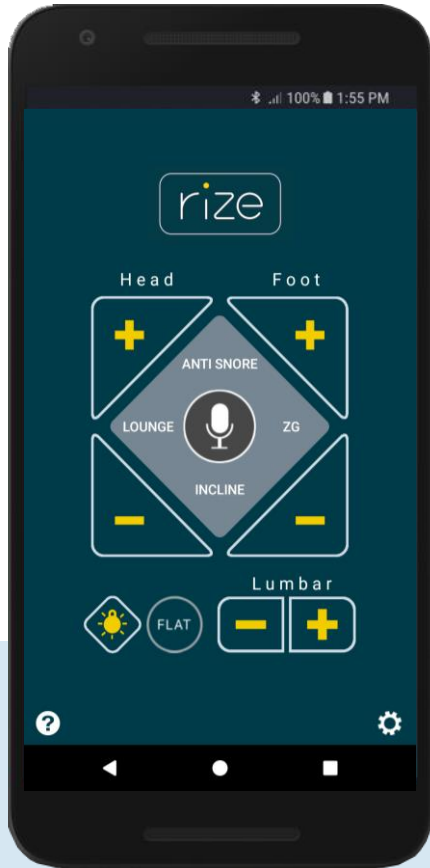 100% 1:55 PM
rize
Head Foot
+ +
ANTI SNORE
LOUNGE ZG
INCLINE
− −
Lumbar
FLAT − +
?